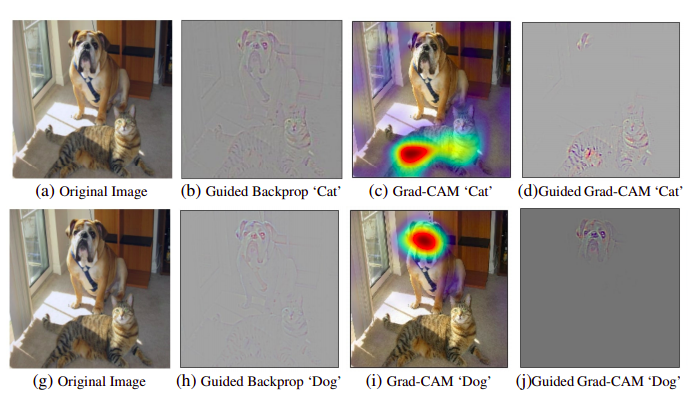 (a) Original Image (b) Guided Backprop ‘Cat’ (c) Grad-CAM ‘Cat’ (d)Guided Grad-CAM ‘Cat’
(g) Original Image (h) Guided Backprop ‘Dog’ (i) Grad-CAM ‘Dog’ (j)Guided Grad-CAM ‘Dog’